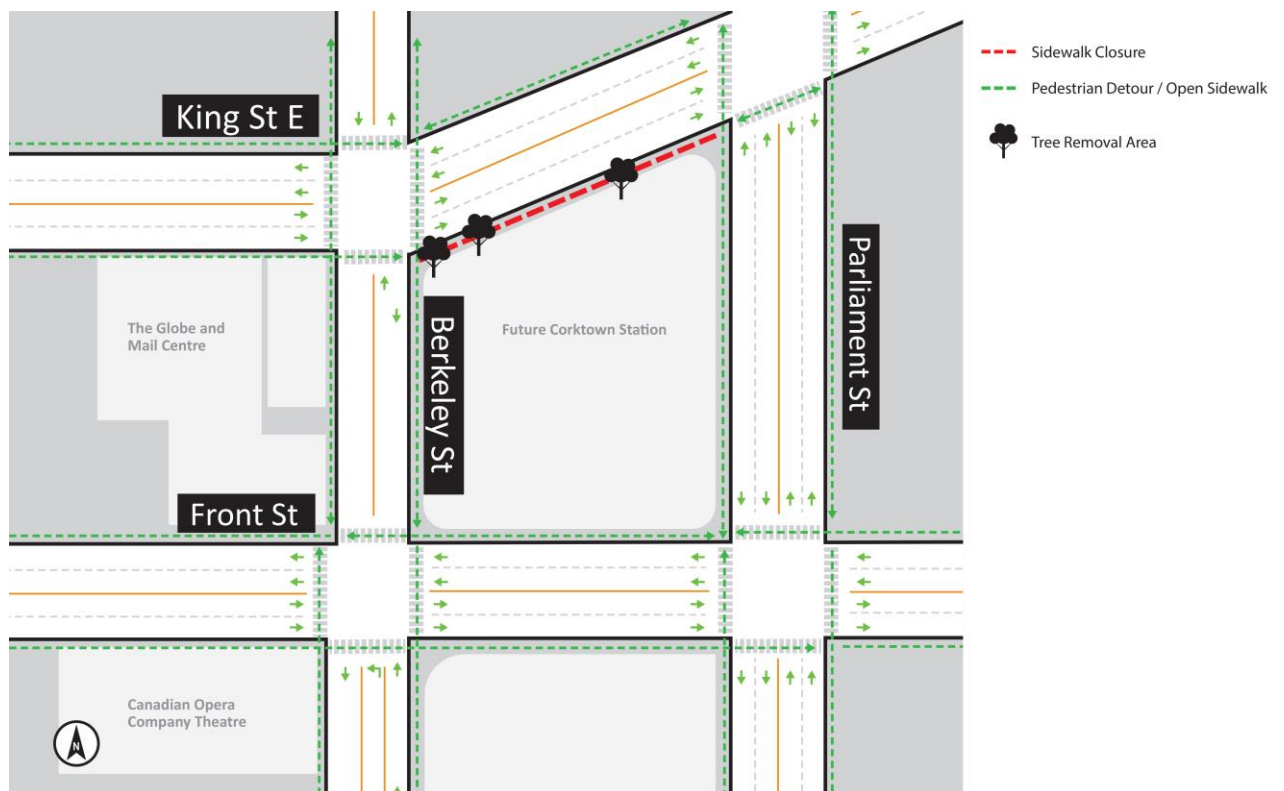 Sidewalk Closure
Pedestrian Detour / Open Sidewalk
Tree Removal Area
King St E
The Globe and
Mail Centre
Future Corktown Station
Berkeley St
Parliament St
Front St
Canadian Opera
Company Theatre
N